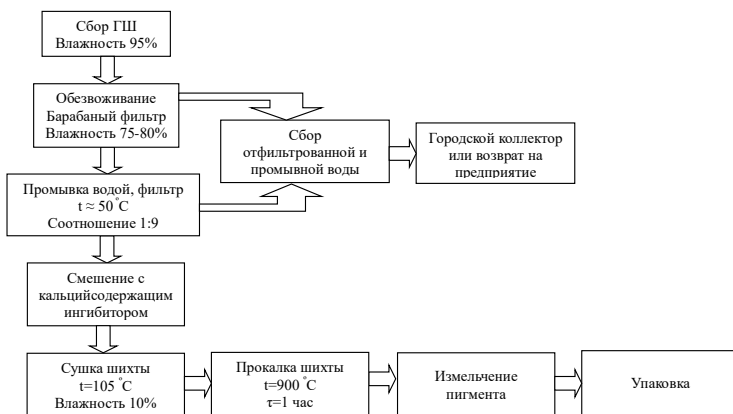 Сбор ГШ
Влажность 95%
Обезвоживание
Барабаный фильтр
Влажность 75-80%
Сбор
отфильтрованной и
промывной воды
Городской коллектор
или возврат на
предприятие
Промывка водой, фильтр
t ≈ 50 °C
Соотношение 1:9
Смешение с
кальцийсодержащим
ингибитором
Сушка шихты
t=105 °C
Влажность 10%
Прокалка шихты
t=900 °C
τ=1 час
Измельчение
пигмента
Упаковка